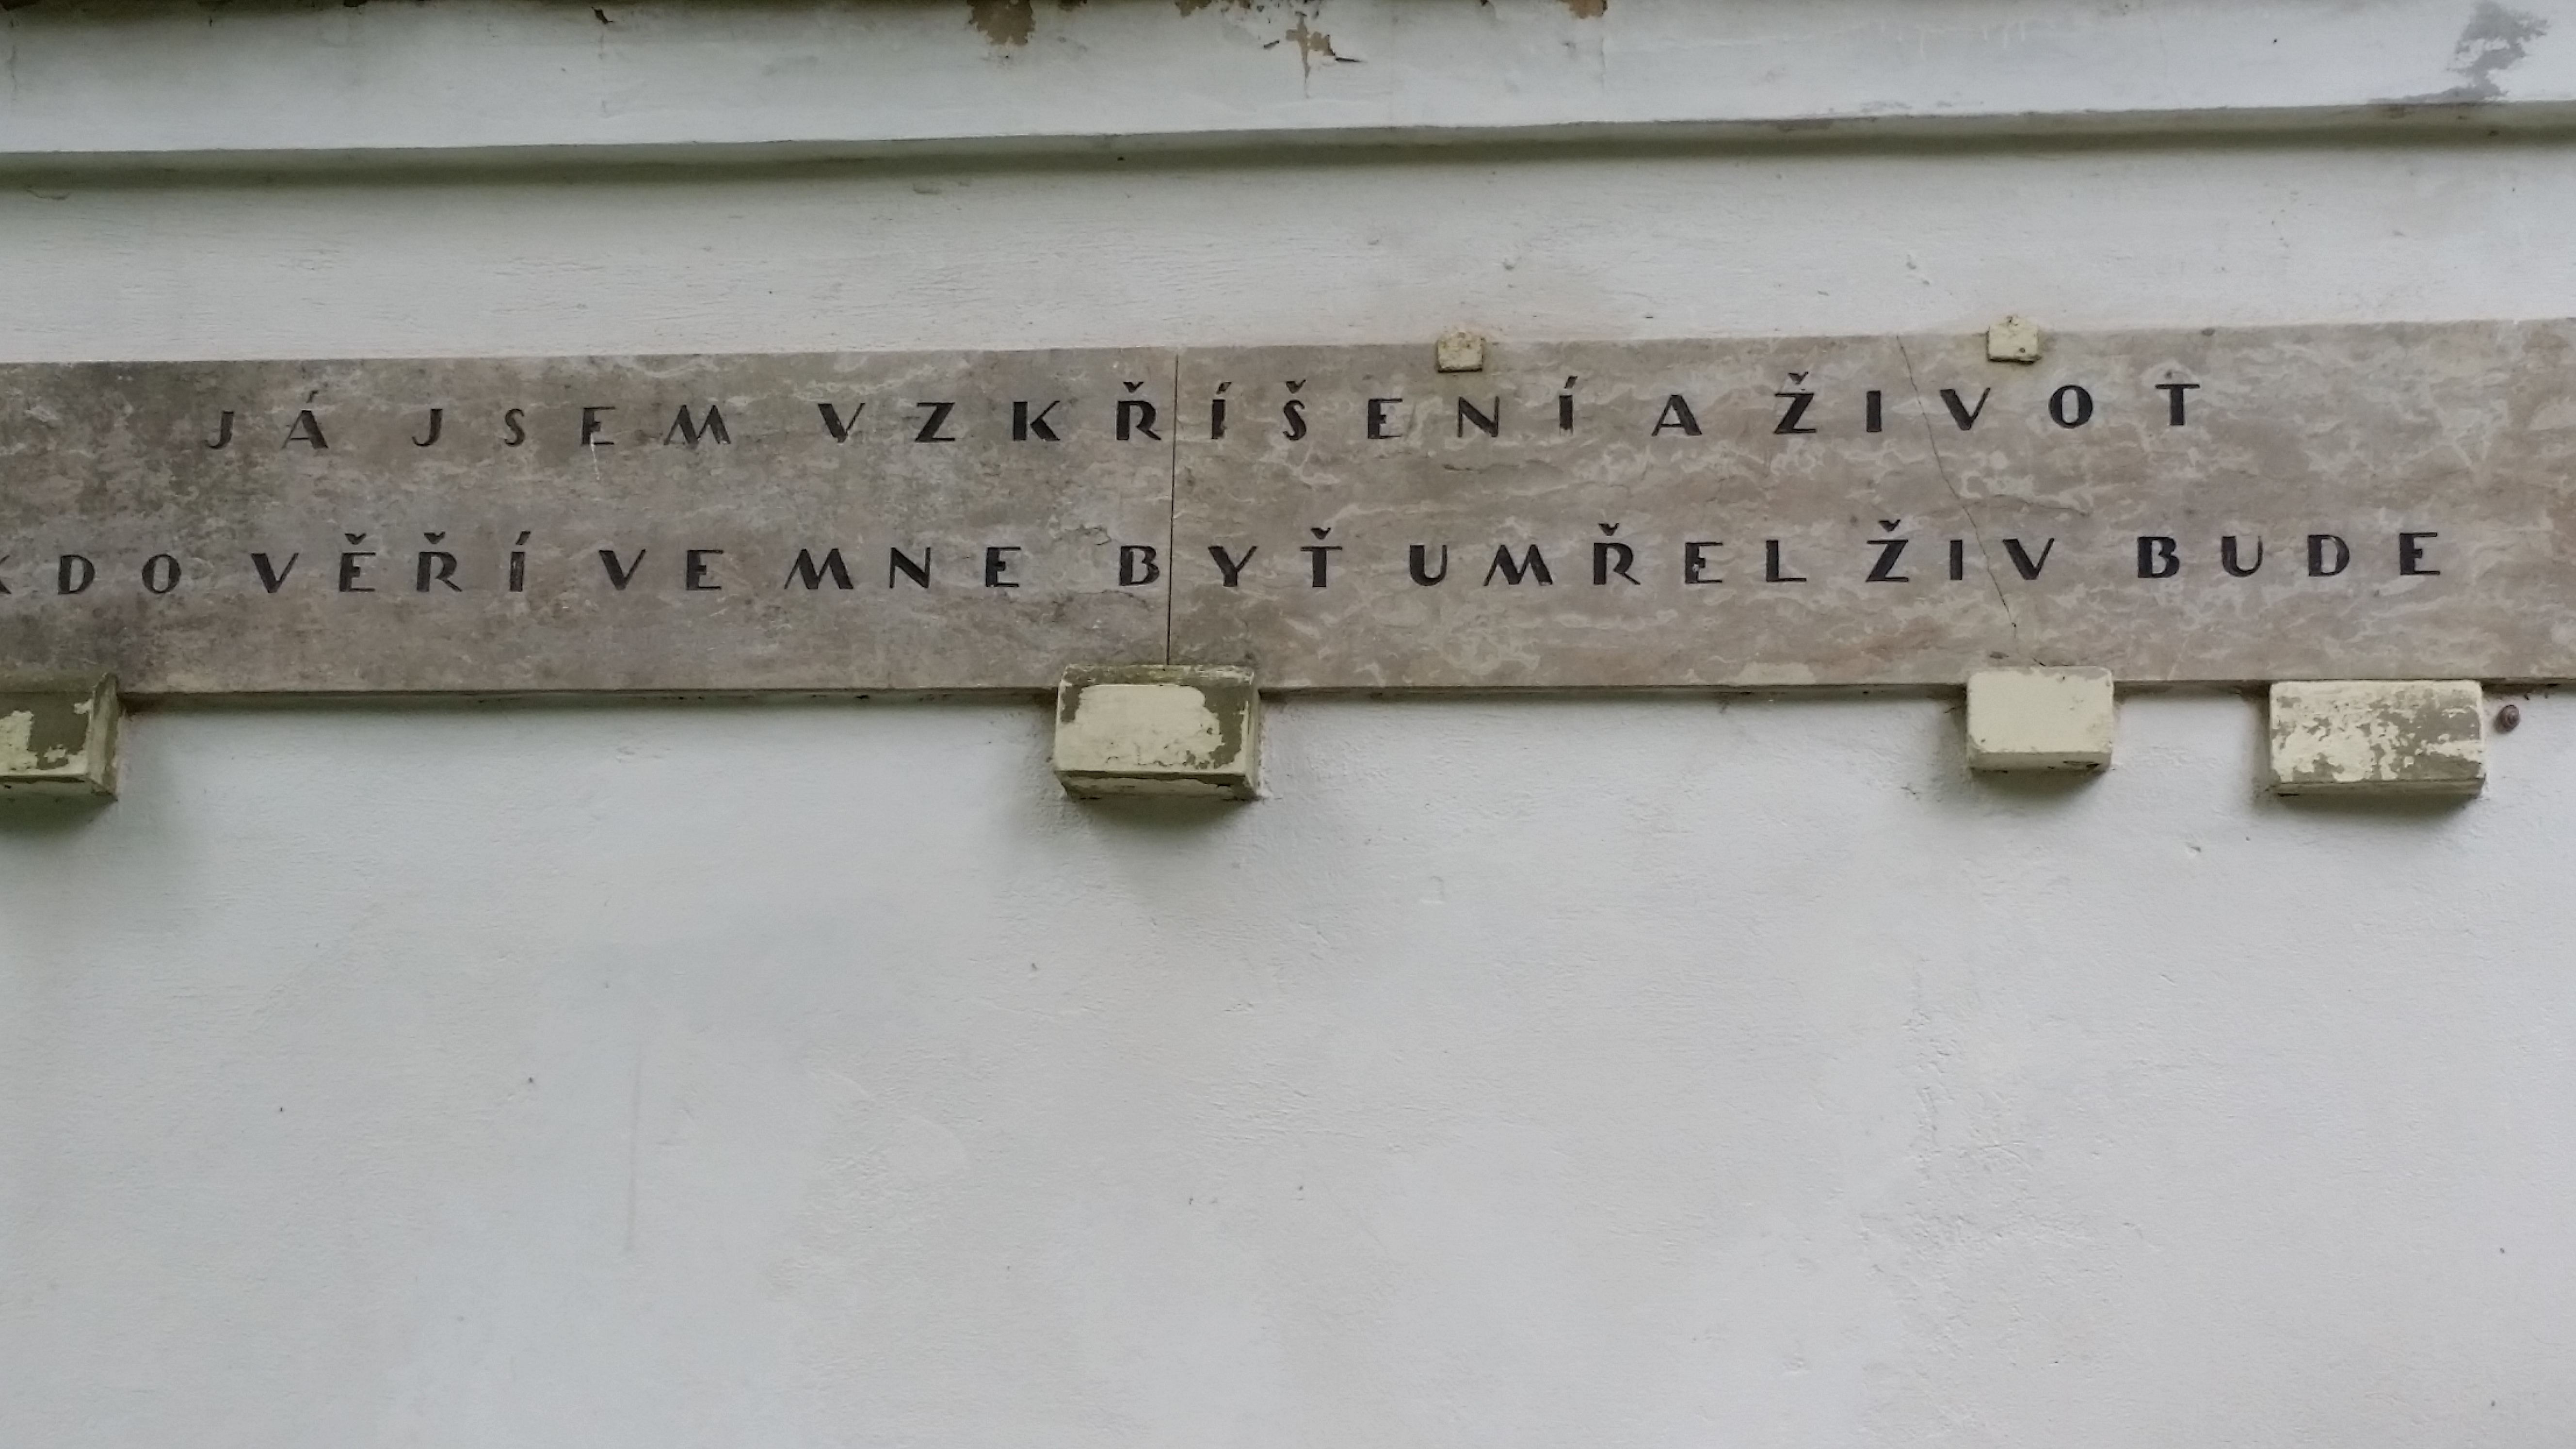 JÁ JSEM VZKŘÍŠENÍ A ŽIVOT
KDO VĚŘÍ VE MNE BYŤ UMŘEL ŽIV BUDE